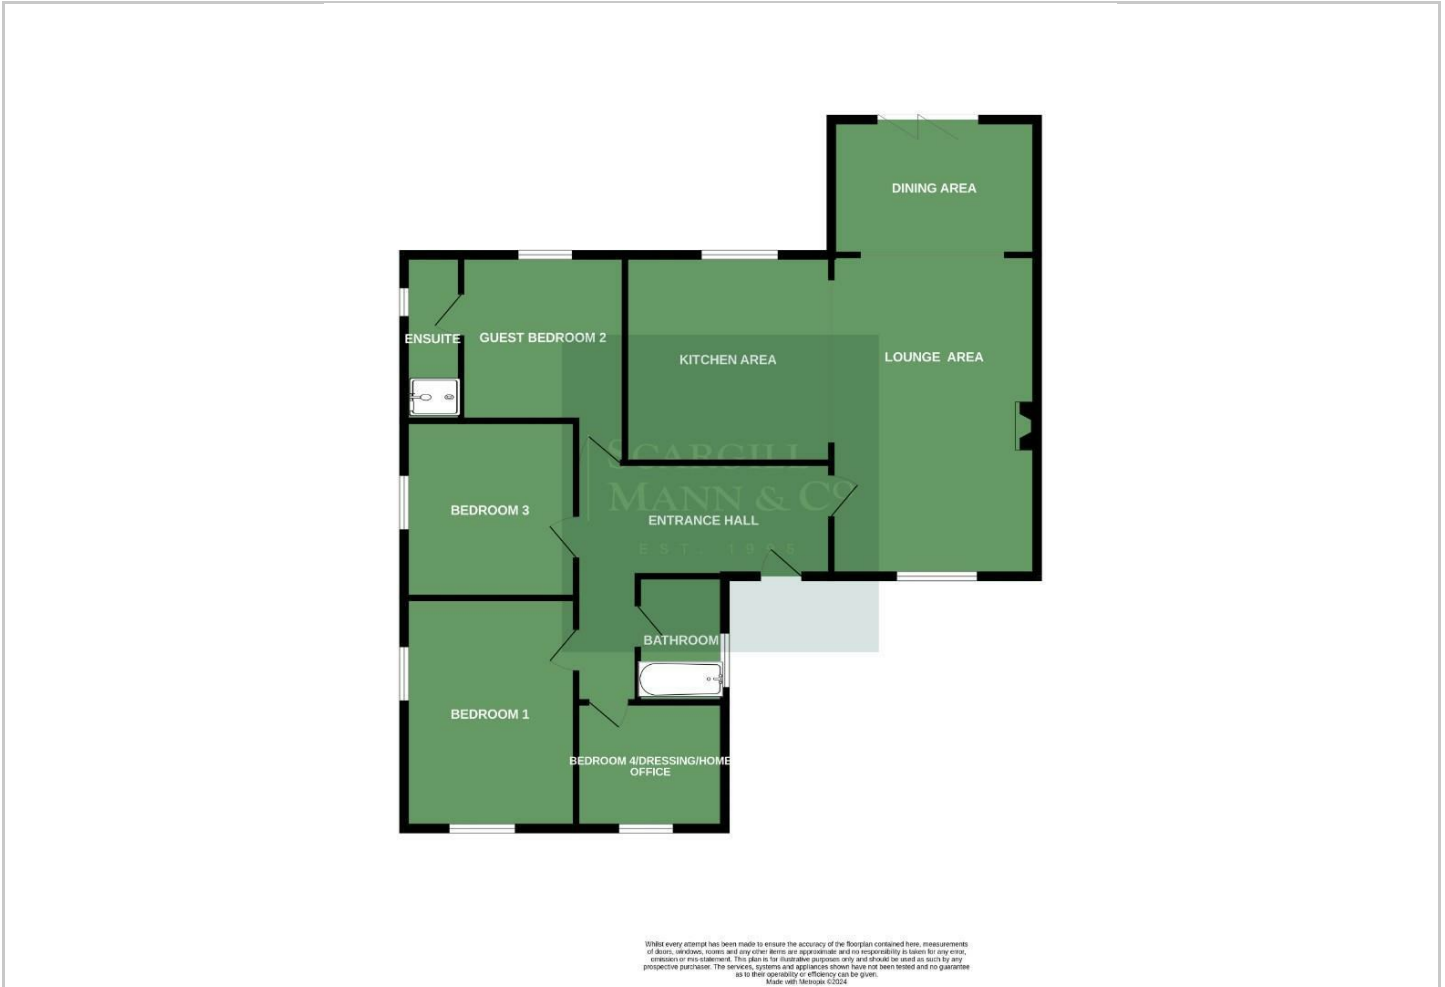 DINING AREA
ENSUITE
GUEST BEDROOM 2
KITCHEN AREA
LOUNGE AREA
SCARGILL
MANN & CO
BEDROOM 3
ENTRANCE HALL
EST. 1995
BATHROOM
BEDROOM 1
BEDROOM 4/DRESSING/HOME
OFFICE
Whilst every attempt has been made to ensure the accuracy of the floorplan contained here, measurements
of doors, windows, rooms and any other items are approximate and no responsibility is taken for any error,
omission or mis-statement. This plan is for illustrative purposes only and should be used as such by any
prospective purchaser. The services, systems and appliances shown have not been tested and no guarantee
as to their operability or efficiency can be given.
Made with Metropix ©2024